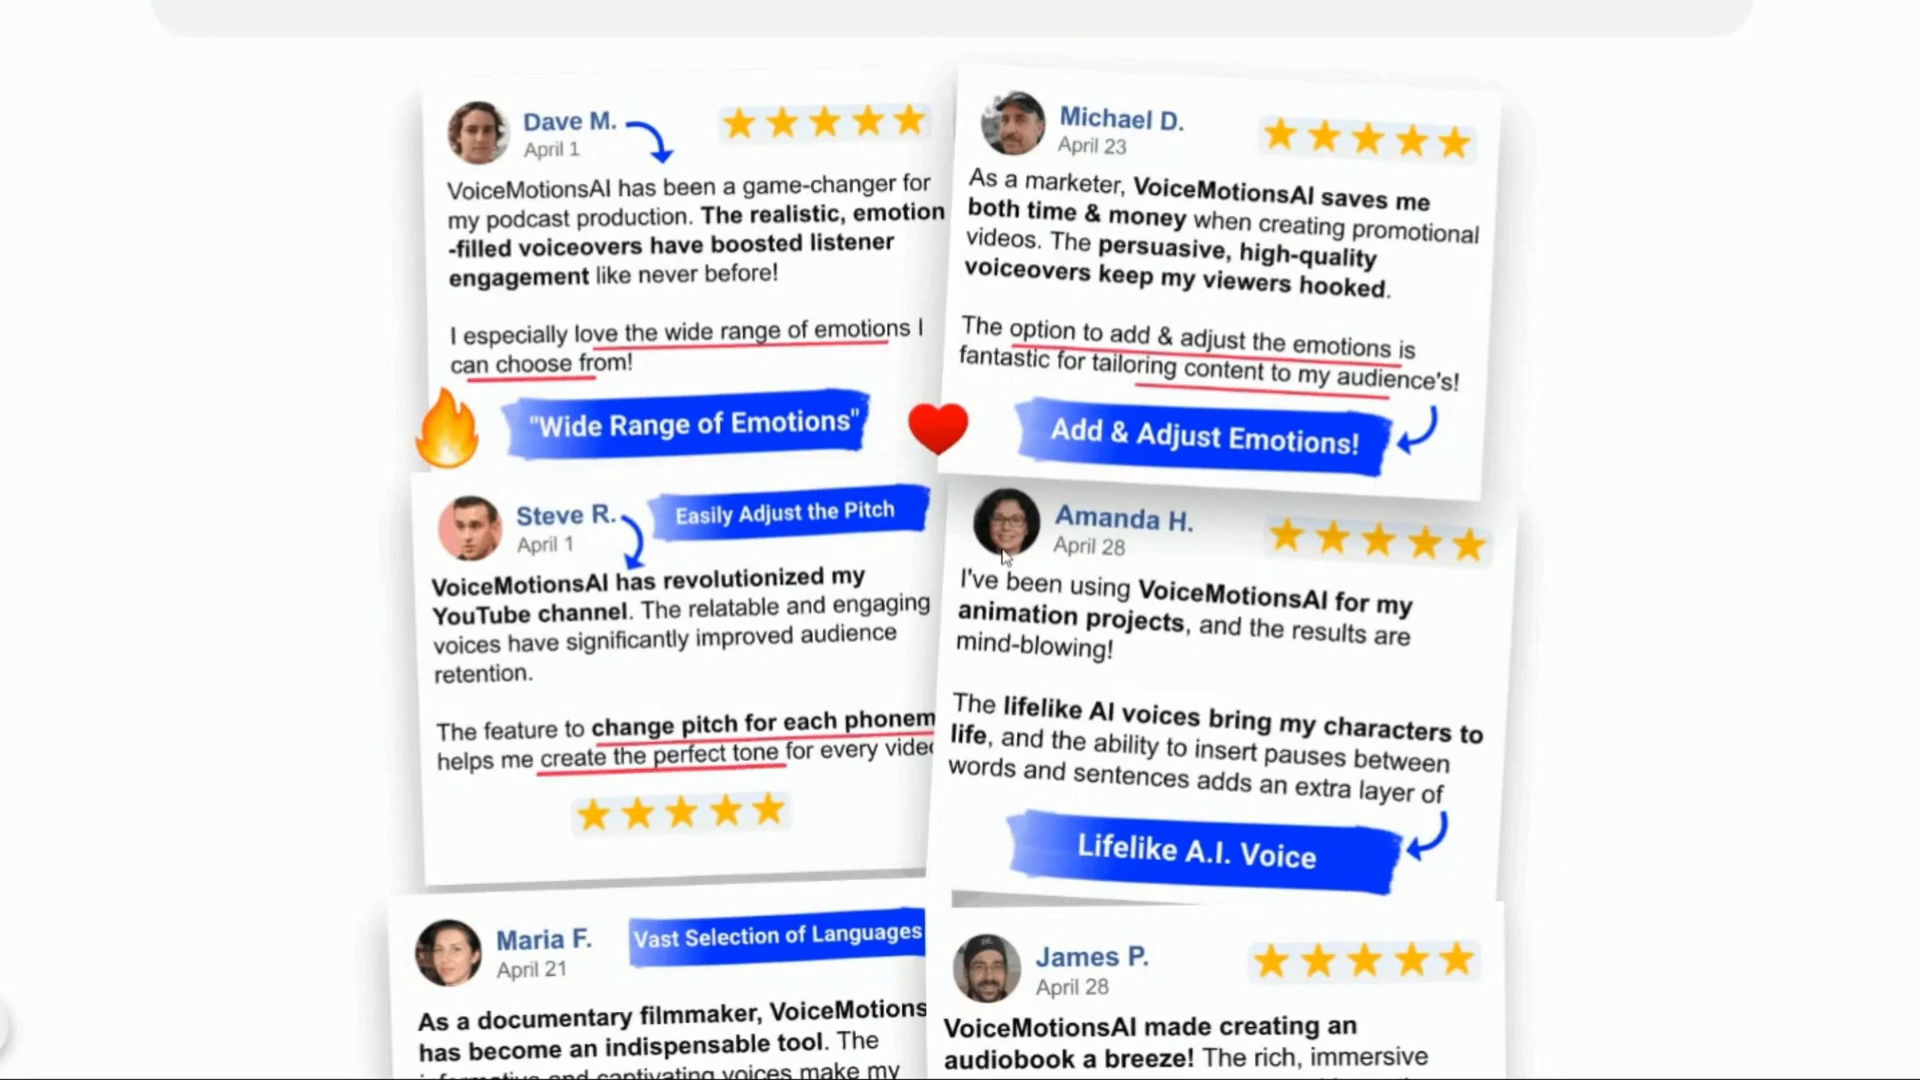 Dave M.
April 1
VoiceMotionsAI has been a game-changer for
my podcast production. The realistic, emotion
-filled voiceovers have boosted listener
engagement like never before!
I especially love the wide range of emotions I
can choose from!
"Wide Range of Emotions"
Michael D.
April 23
As a marketer, VoiceMotionsAI saves me
both time & money when creating promotional
videos. The persuasive, high-quality
voiceovers keep my viewers hooked.
The option to add & adjust the emotions is
fantastic for tailoring content to my audience's!
Add & Adjust Emotions!
Steve R.
April 1
Easily Adjust the Pitch
VoiceMotionsAI has revolutionized my
YouTube channel. The relatable and engaging
voices have significantly improved audience
retention.
The feature to change pitch for each phonem
helps me create the perfect tone for every video
Amanda H.
April 28
I've been using VoiceMotionsAI for my
animation projects, and the results are
mind-blowing!
The lifelike AI voices bring my characters to
life, and the ability to insert pauses between
words and sentences adds an extra layer of
Lifelike A.I. Voice
Maria F.
April 21
Vast Selection of Languages
As a documentary filmmaker, VoiceMotions
has become an indispensable tool. The
and captivating voices make my
James P.
April 28
VoiceMotionsAI made creating an
audiobook a breeze! The rich, immersive